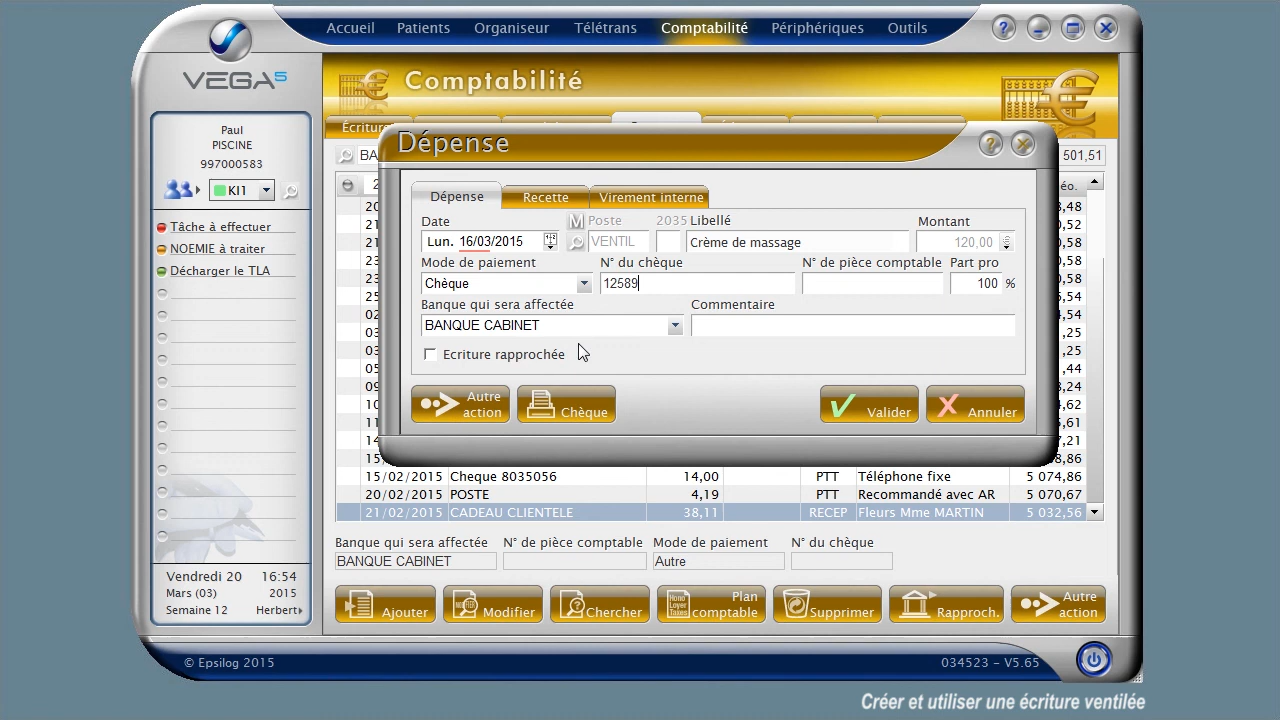 Accueil Patients Organiseur Télétrans Comptabilité Périphériques Outils
VEGA5
Comptabilité
Paul
PISCINE
997000583
KI1
Tâche à effectuer
NOEMIE à traiter
Décharger le TLA
Vendredi 20 16:54
Mars (03) 2015
Semaine 12 Herbert
501,51
Dépense
Dépense Recette Virement interne
Date M Poste 2035 Libellé Montant
Lun. 16/03/2015 VENTIL Crème de massage 120,00
Mode de paiement N° du chèque N° de pièce comptable Part pro
Chèque 12589 100 %
Banque qui sera affectée Commentaire
BANQUE CABINET
Ecriture rapprochée
Autre action Chèque Valider Annuler
15/02/2015 Cheque 8035056 14,00 PTT Téléphone fixe 5 074,86
20/02/2015 POSTE 4,19 PTT Recommandé avec AR 5 070,67
21/02/2015 CADEAU CLIENTELE 38,11 RECEP Fleurs Mme MARTIN 5 032,56
Banque qui sera affectée N° de pièce comptable Mode de paiement N° du chèque
BANQUE CABINET Autre
Ajouter Modifier Chercher Plan comptable Supprimer Rapproch. Autre action
© Epsilog 2015 034523 – V5.65
Créer et utiliser une écriture ventilée